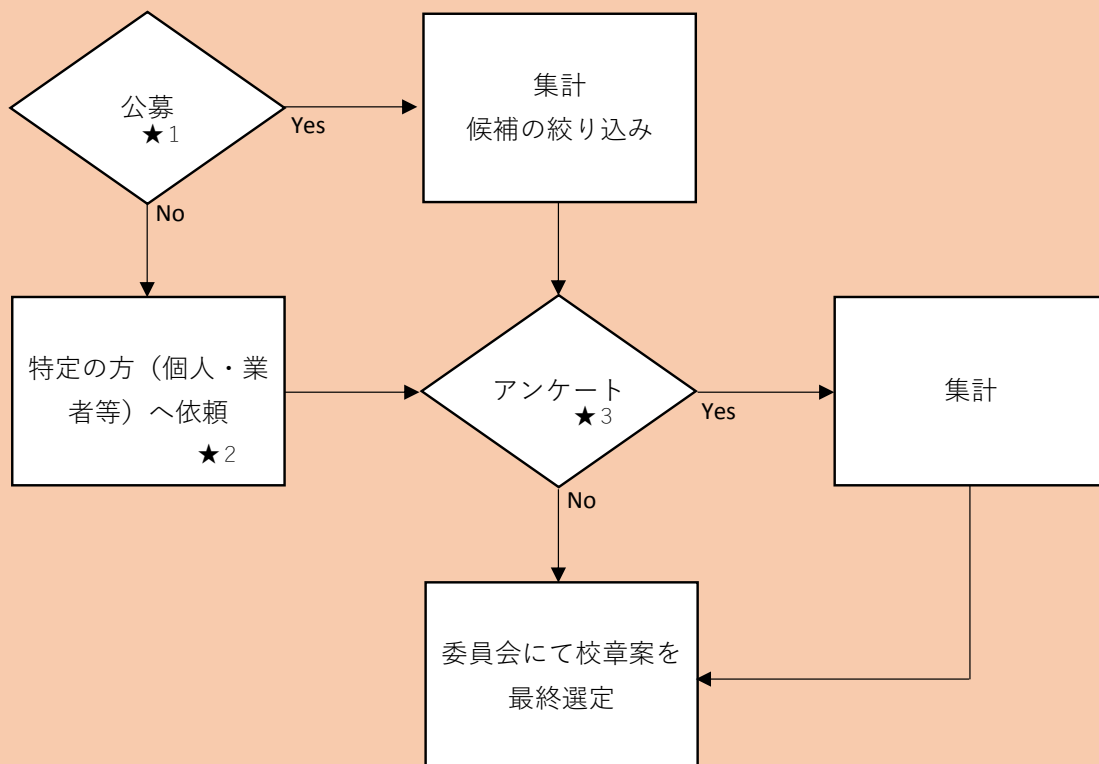 公募
★1
Yes
No
集計
候補の絞り込み
特定の方（個人・業
者等）へ依頼
★2
アンケート
★3
Yes
No
集計
委員会にて校章案を
最終選定